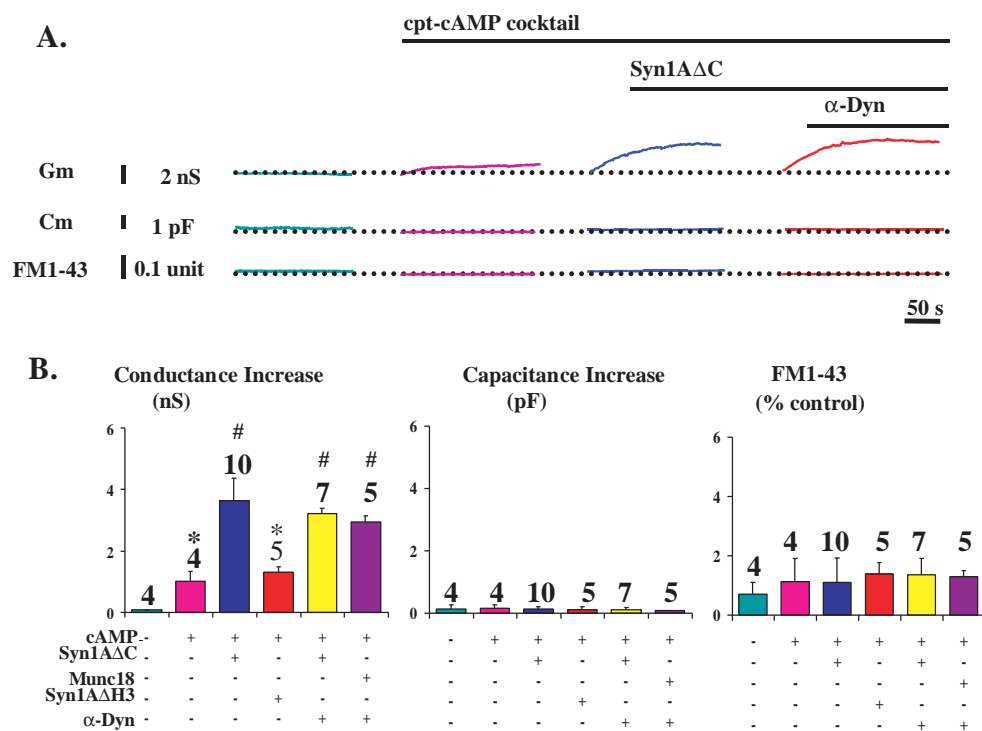 A.
cpt-cAMP cocktail
Syn1AΔC
α-Dyn
Gm 2 nS
Cm 1 pF
FM1-43 0.1 unit
50 s
B.
Conductance Increase
(nS)
6
4
2
0
4
*
4
#
10
*
5
#
7
#
5
cAMP - + + + + +
Syn1AΔC - - + - + -
Munc18 - - - - - +
Syn1AΔH3 - - - + - -
α-Dyn - - - - + +
Capacitance Increase
(pF)
6
4
2
0
4 4 10 5 7 5
- + + + + +
- - + - + -
- - - - - +
- - - + - -
- - - - + +
FM1-43
(% control)
6
4
2
0
4 4 10 5 7 5
- + + + + +
- - + - + -
- - - - - +
- - - + - -
- - - - + +